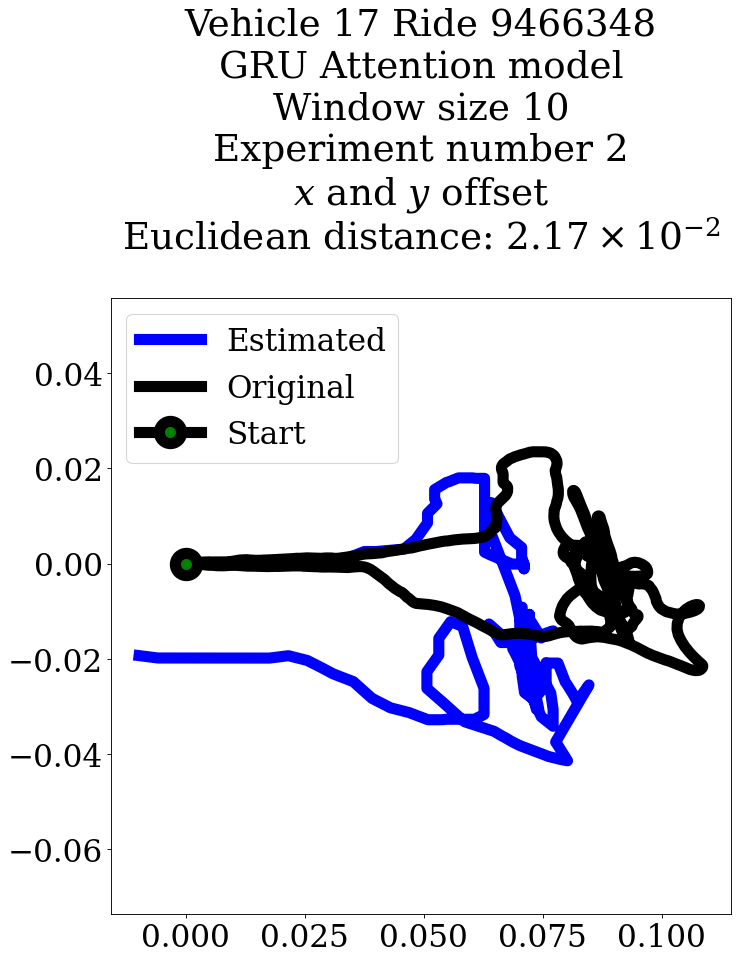 Vehicle 17 Ride 9466348
GRU Attention model
Window size 10
Experiment number 2
x and y offset
Euclidean distance: 2.17 × 10⁻²
Estimated
Original
Start
0.04
0.02
0.00
−0.02
−0.04
−0.06
0.000 0.025 0.050 0.075 0.100